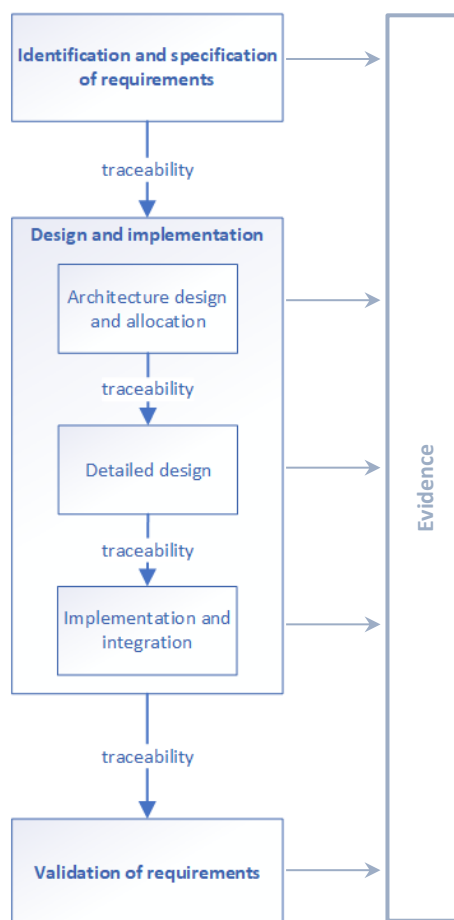 Identification and specification
of requirements
traceability
Design and implementation
Architecture design
and allocation
traceability
Detailed design
traceability
Implementation and
integration
traceability
Validation of requirements
Evidence